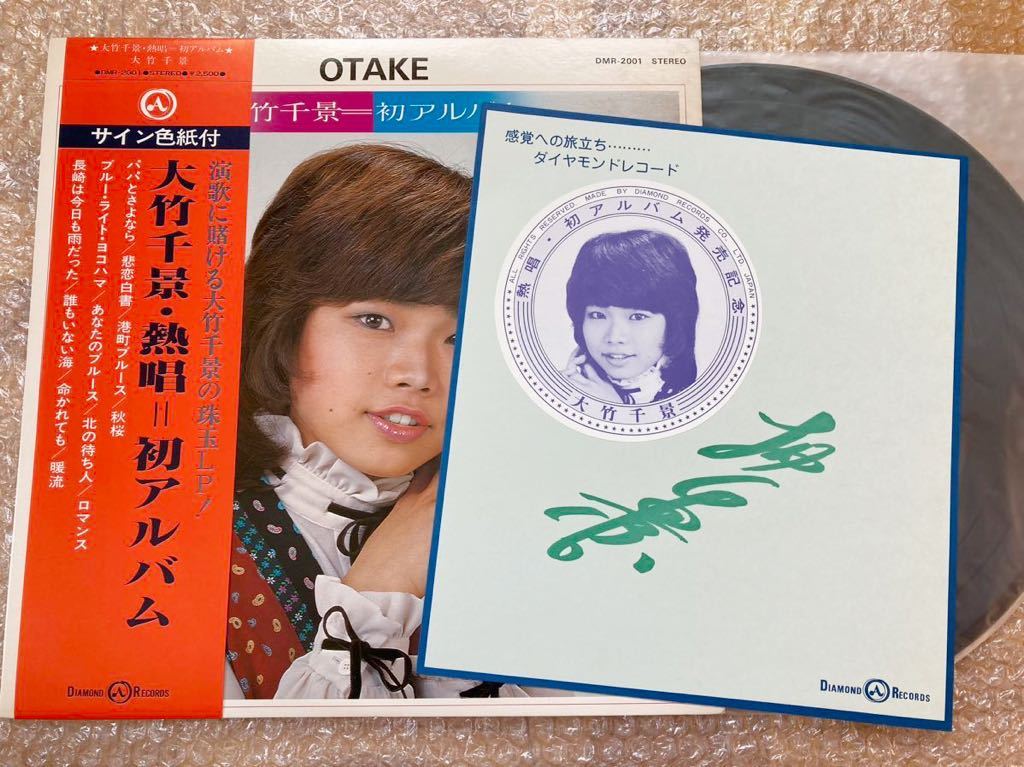 ★大竹千景・熱唱=初アルバム★
大竹千景
●DMR-2001●STEREO●¥2,500●
サイン色紙付
演歌に賭ける大竹千景の珠玉LP!
大竹千景・熱唱=初アルバム
パパとさよなら/悲恋白書/港町ブルース/秋桜
ブルー・ライト・ヨコハマ/あなたのブルース/北の待ち人/ロマンス
長崎は今日も雨だった/誰もいない海/命かれても/暖流
DIAMOND RECORDS
OTAKE
DMR-2001 STEREO
竹千景=初アルバ
感覚への旅立ち………
ダイヤモンドレコード
ALL RIGHTS RESERVED. MADE BY DIAMOND RECORDS CO. LTD. JAPAN
熱唱・初アルバム発売記念
大竹千景
DIAMOND RECORDS